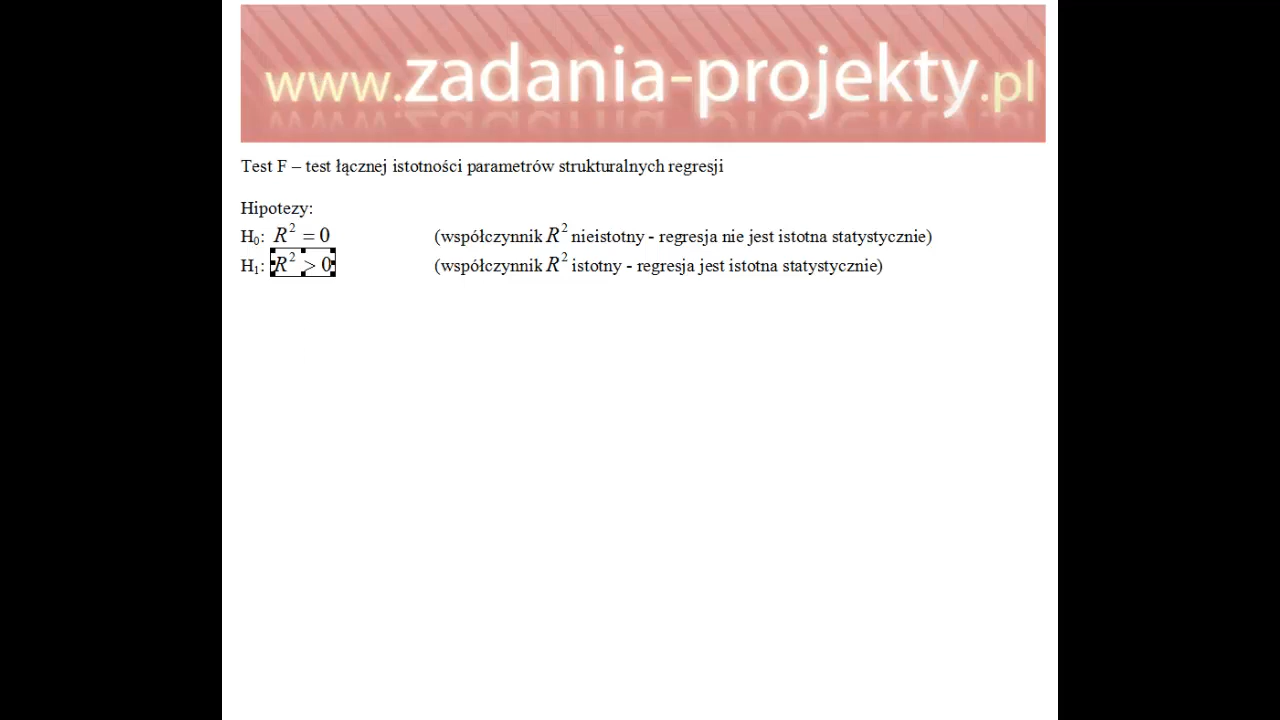 www.zadania-projekty.pl
Test F – test łącznej istotności parametrów strukturalnych regresji
Hipotezy:
H₀: R² = 0 (współczynnik R² nieistotny - regresja nie jest istotna statystycznie)
H₁: R² > 0 (współczynnik R² istotny - regresja jest istotna statystycznie)